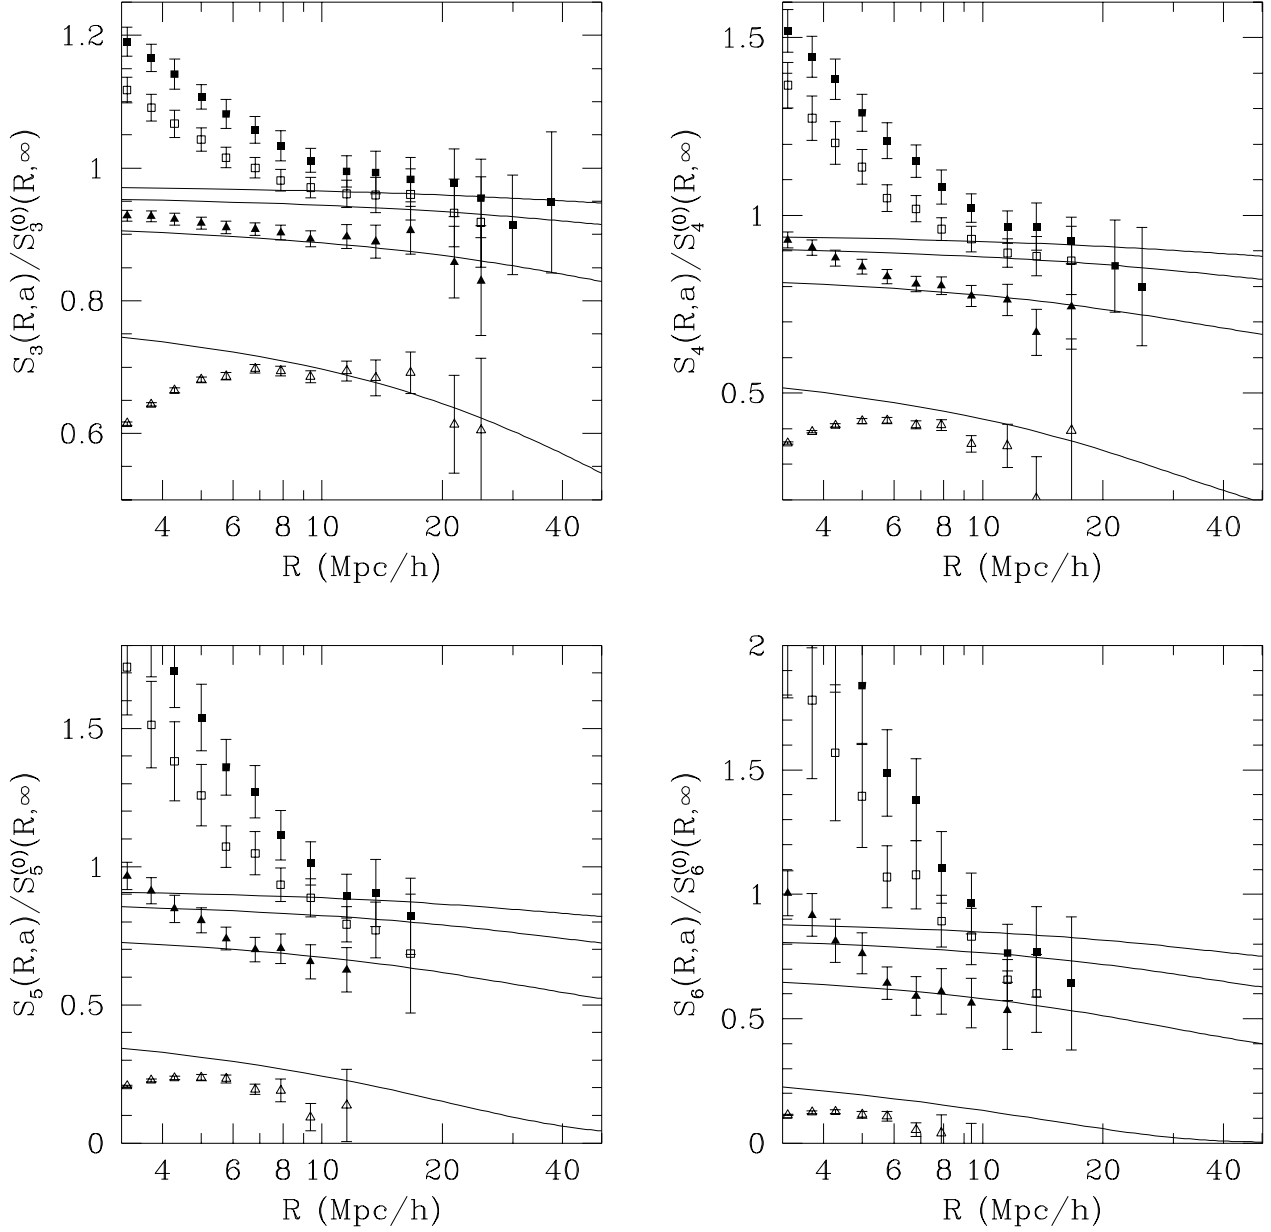 S₃(R,a)/S₃⁽⁰⁾(R,∞)
1.2
1
0.8
0.6
4 6 8 10 20 40
R (Mpc/h)
S₄(R,a)/S₄⁽⁰⁾(R,∞)
1.5
1
0.5
4 6 8 10 20 40
R (Mpc/h)
S₅(R,a)/S₅⁽⁰⁾(R,∞)
1.5
1
0.5
0
4 6 8 10 20 40
R (Mpc/h)
S₆(R,a)/S₆⁽⁰⁾(R,∞)
2
1.5
1
0.5
0
4 6 8 10 20 40
R (Mpc/h)